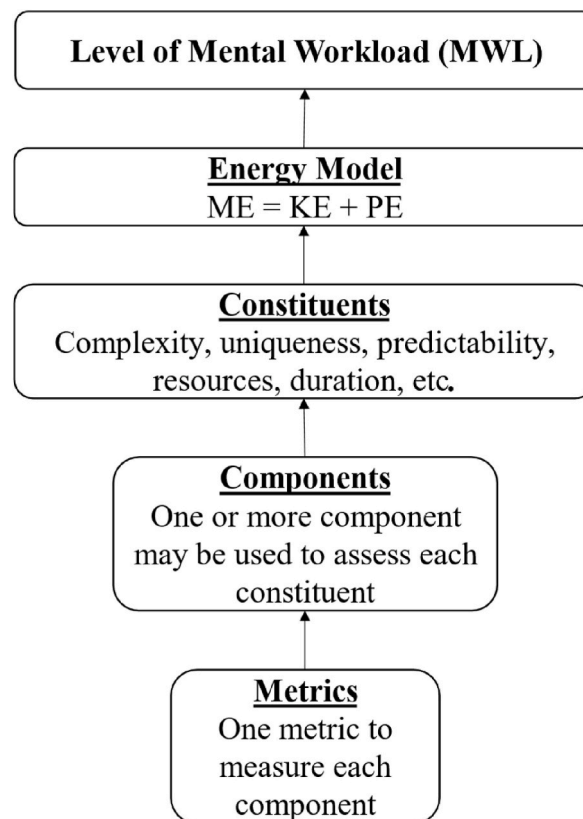 Level of Mental Workload (MWL)
Energy Model
ME = KE + PE
Constituents
Complexity, uniqueness, predictability,
resources, duration, etc.
Components
One or more component
may be used to assess each
constituent
Metrics
One metric to
measure each
component